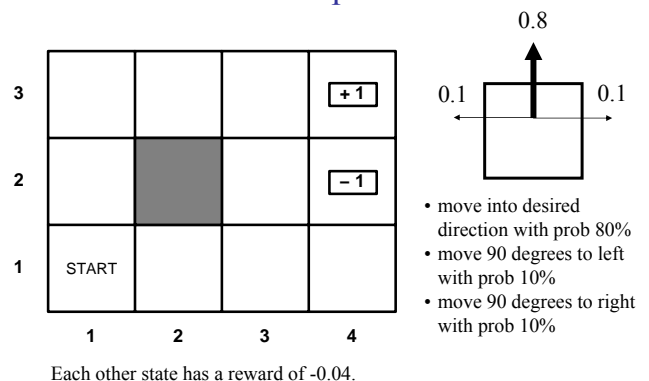 3
+ 1
2
– 1
1
START
1 2 3 4
0.8
0.1 0.1
• move into desired
direction with prob 80%
• move 90 degrees to left
with prob 10%
• move 90 degrees to right
with prob 10%
Each other state has a reward of -0.04.